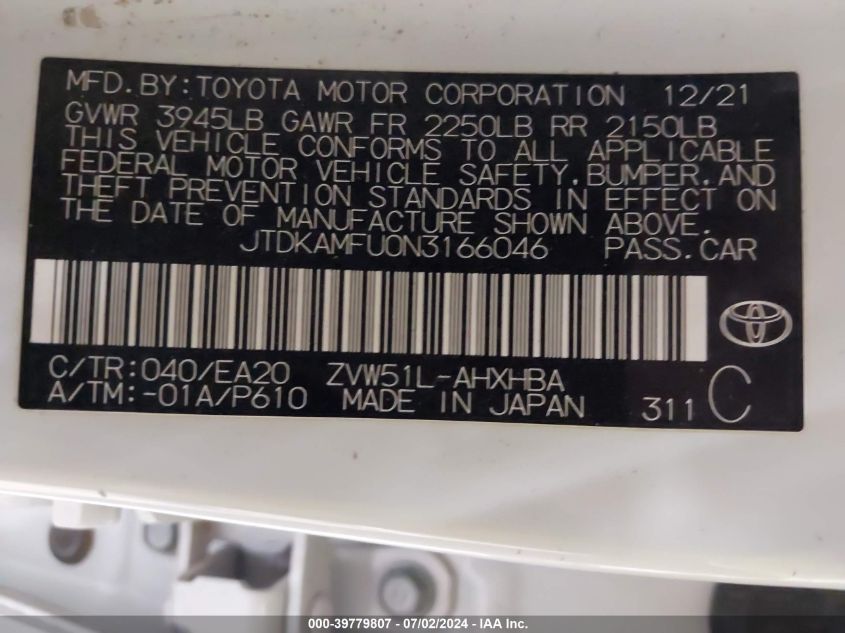 MFD.BY:TOYOTA MOTOR CORPORATION 12/21
GVWR 3945LB GAWR FR 2250LB RR 2150LB
THIS VEHICLE CONFORMS TO ALL APPLICABLE
FEDERAL MOTOR VEHICLE SAFETY,BUMPER,AND
THEFT PREVENTION STANDARDS IN EFFECT ON
THE DATE OF MANUFACTURE SHOWN ABOVE.
JTDKAMFU0N3166046 PASS.CAR
C/TR:040/EA20 ZVW51L-AHXHBA
A/TM:-01A/P610 MADE IN JAPAN 311 C
000-39779807 - 07/02/2024 - IAA Inc.